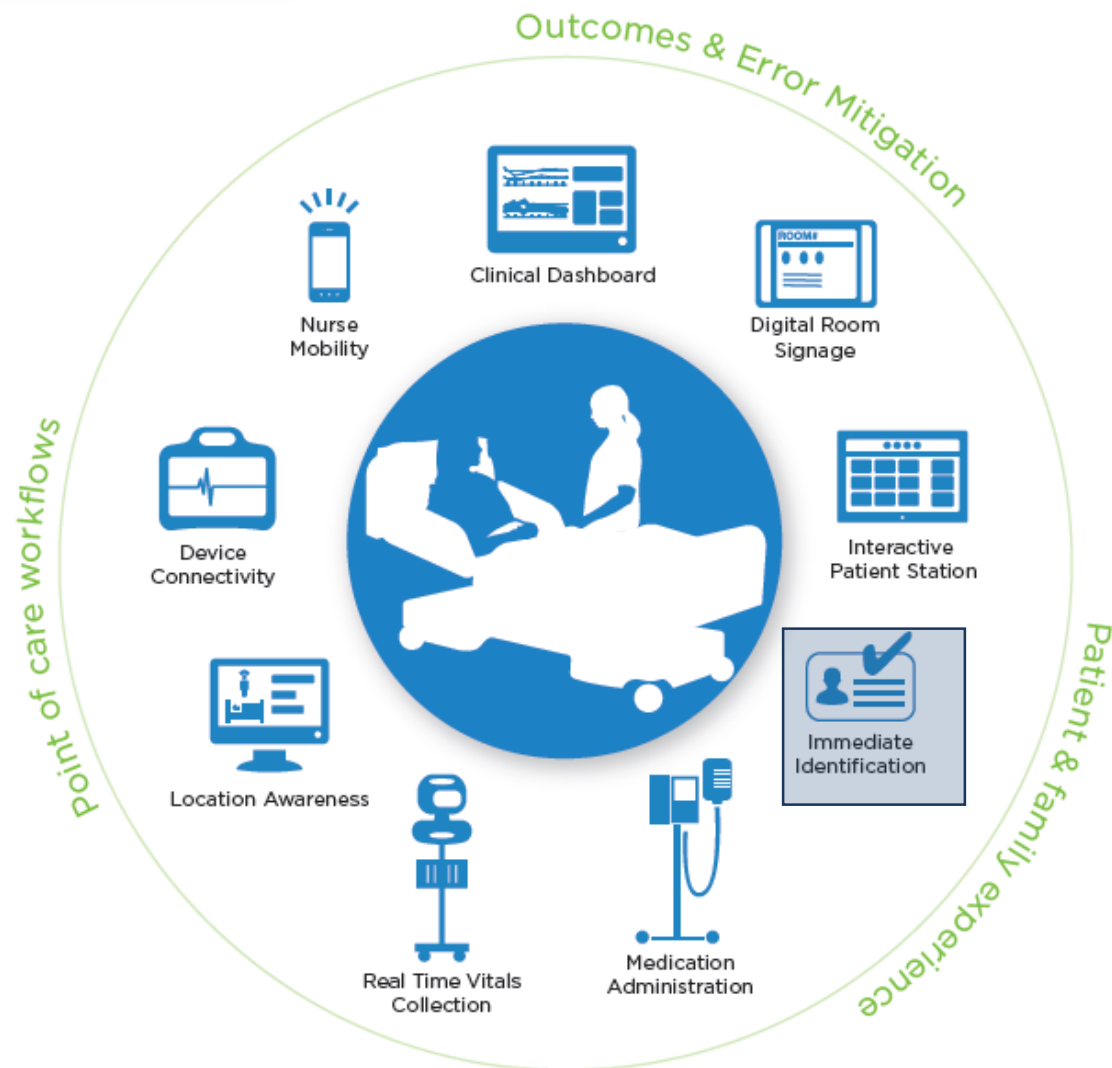 Outcomes & Error Mitigation
Clinical Dashboard
ROOM#
Digital Room
Signage
Nurse
Mobility
Interactive
Patient Station
Device
Connectivity
Immediate
Identification
Location Awareness
Medication
Administration
Real Time Vitals
Collection
Point of care workflows
Patient & family experience